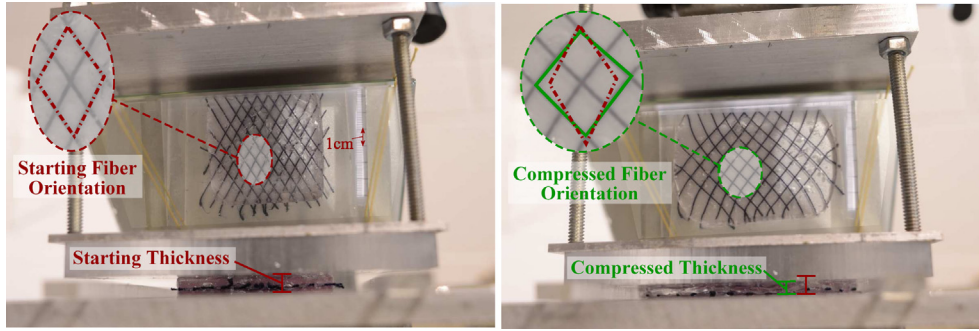 Starting Fiber
Orientation
1cm
Starting Thickness
Compressed Fiber
Orientation
Compressed Thickness